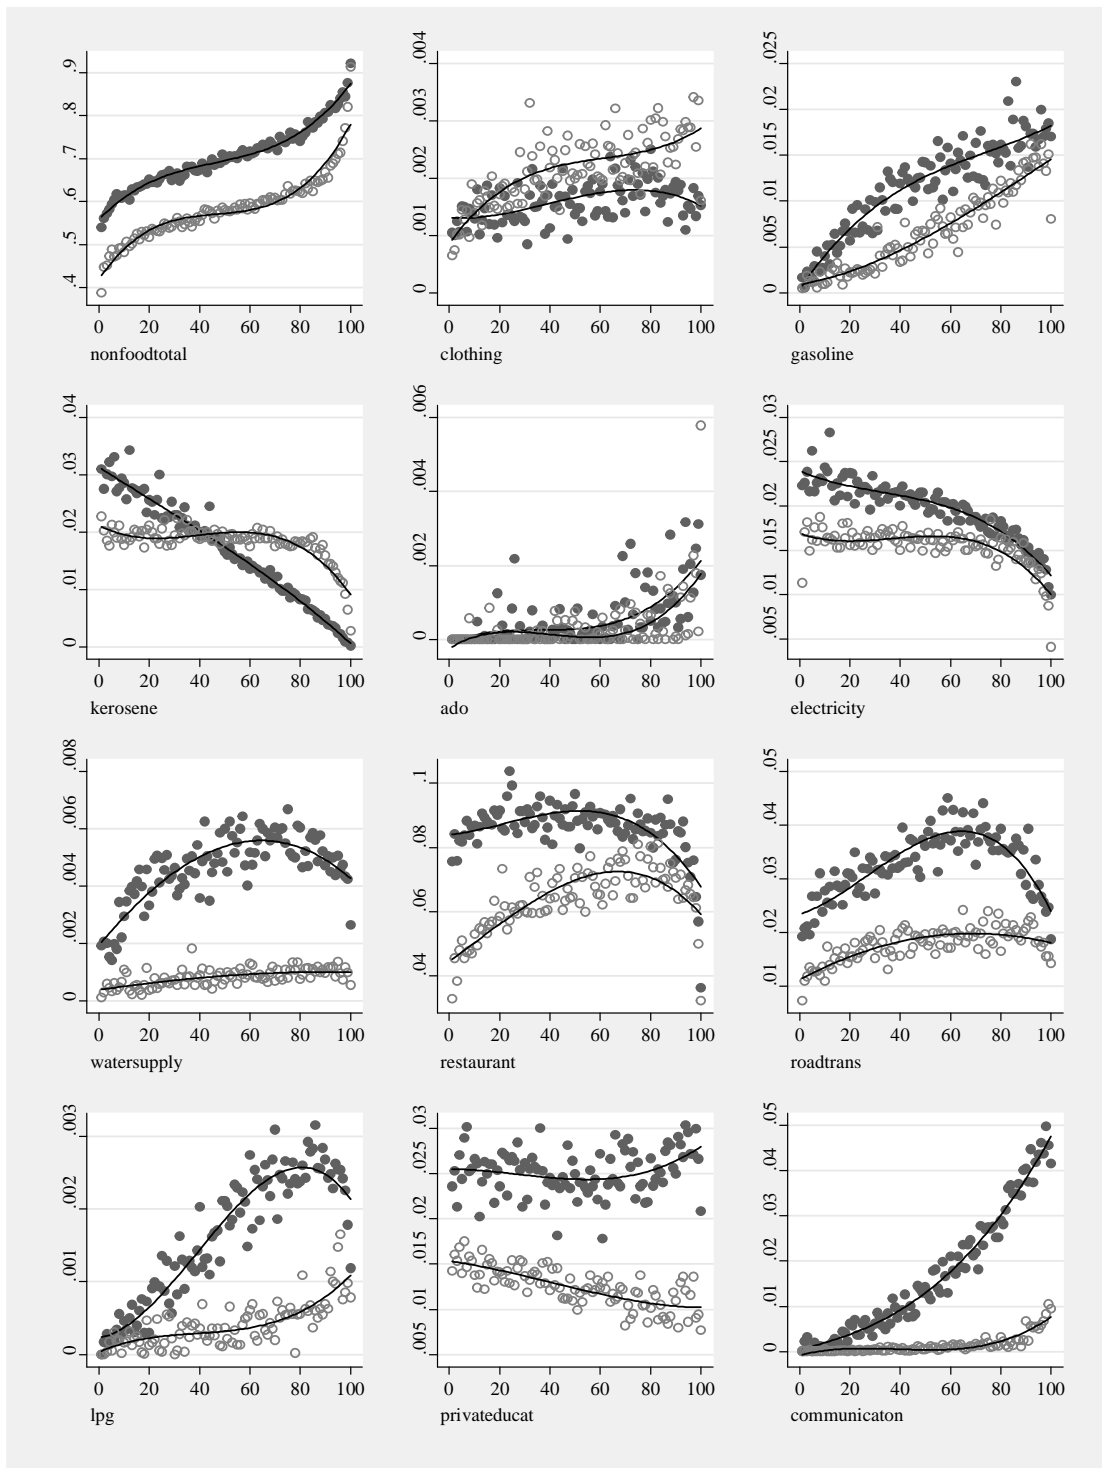 .4 .5 .6 .7 .8 .9
0 20 40 60 80 100
nonfoodtotal
0 .001 .002 .003 .004
0 20 40 60 80 100
clothing
0 .005 .01 .015 .02 .025
0 20 40 60 80 100
gasoline
0 .01 .02 .03 .04
0 20 40 60 80 100
kerosene
0 .002 .004 .006
0 20 40 60 80 100
ado
.005 .01 .015 .02 .025 .03
0 20 40 60 80 100
electricity
0 .002 .004 .006 .008
0 20 40 60 80 100
watersupply
.04 .06 .08 .1
0 20 40 60 80 100
restaurant
.01 .02 .03 .04 .05
0 20 40 60 80 100
roadtrans
0 .001 .002 .003
0 20 40 60 80 100
lpg
.005 .01 .015 .02 .025 .03
0 20 40 60 80 100
privateducat
0 .01 .02 .03 .04 .05
0 20 40 60 80 100
communicaton